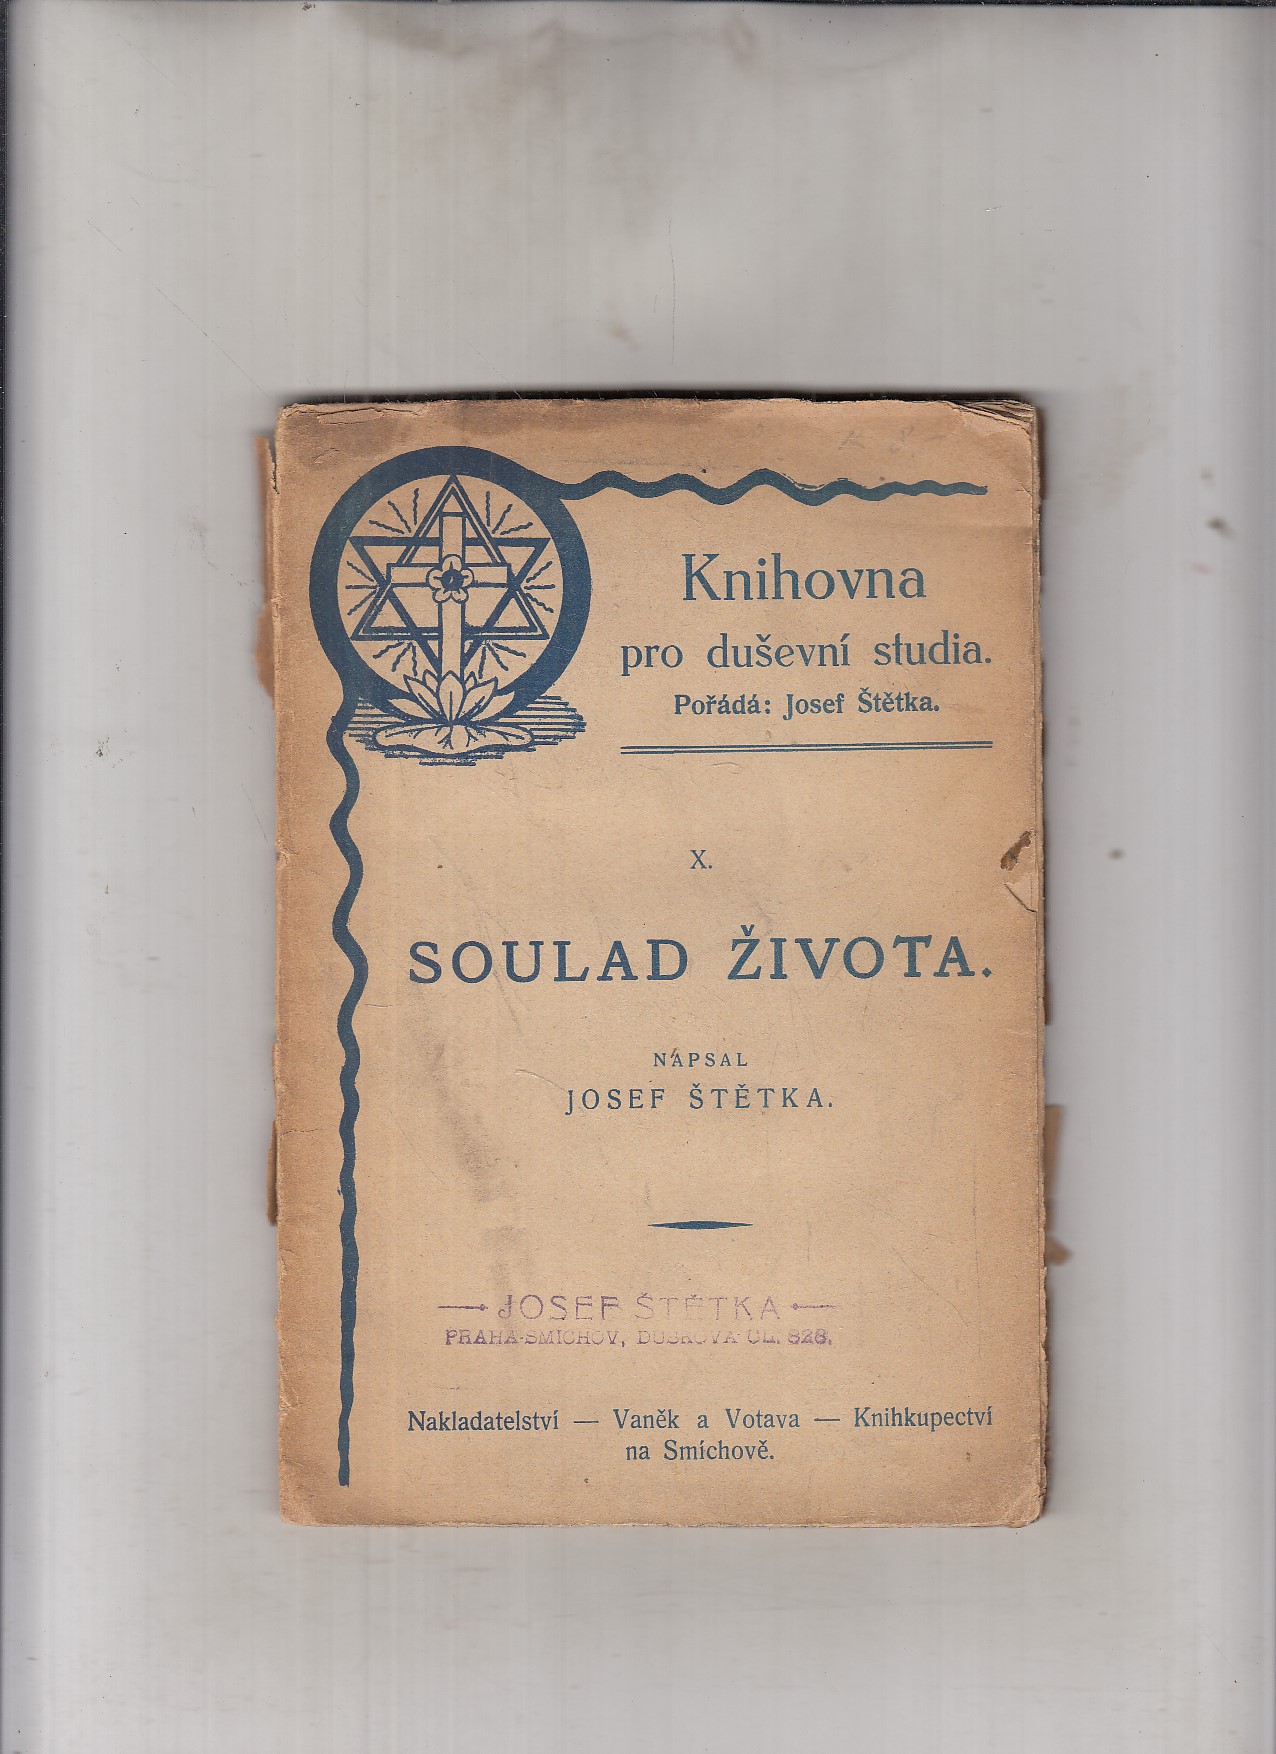 Knihovna
pro duševní studia.
Pořádá: Josef Štětka.
X.
SOULAD ŽIVOTA.
NAPSAL
JOSEF ŠTĚTKA.
JOSEF ŠTĚTKA
PRAHA-SMÍCHOV, DUŠKOVA UL. 828.
Nakladatelství — Vaněk a Votava — Knihkupectví
na Smíchově.